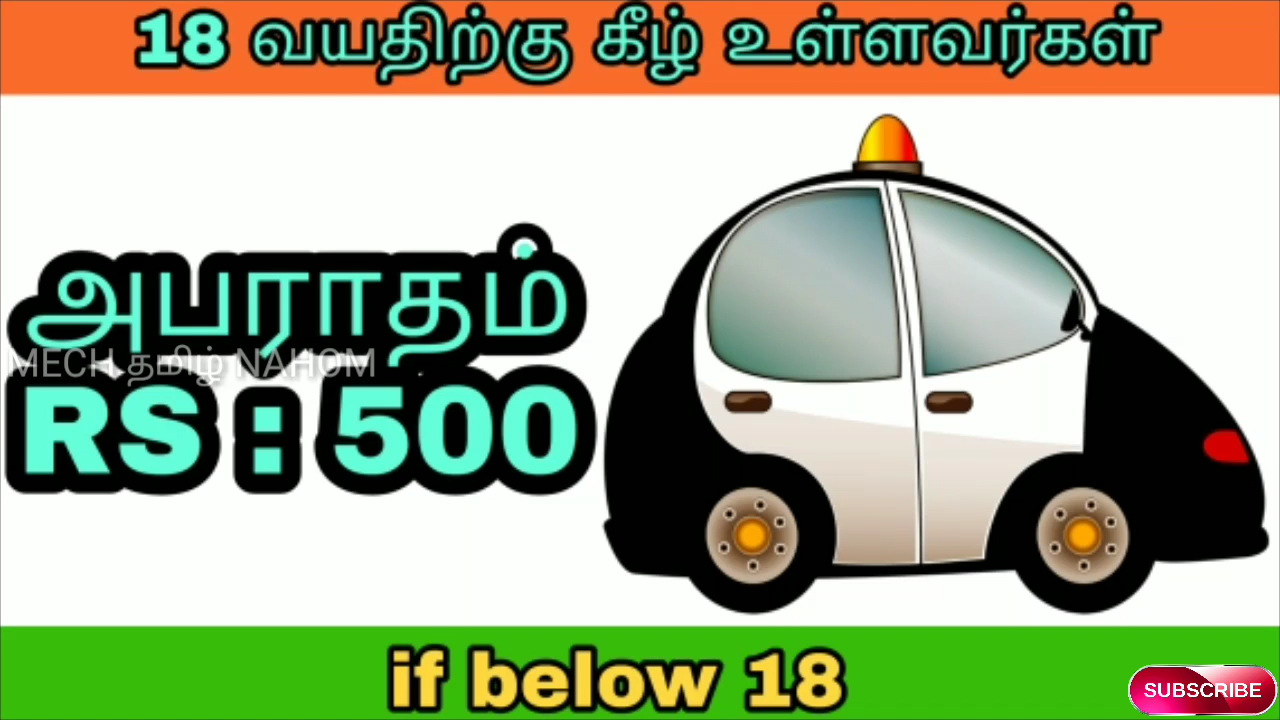 18 வயதிற்கு கீழ் உள்ளவர்கள்
அபராதம்
MECH தமிழ் NAHOM
RS : 500
if below 18
SUBSCRIBE